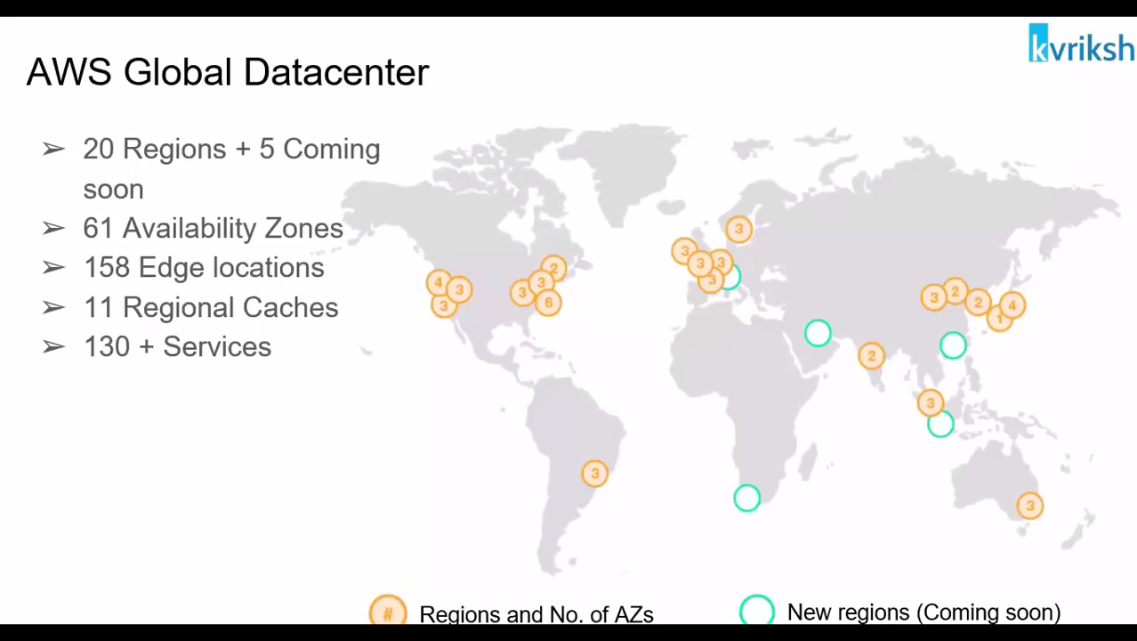 kvriksh
AWS Global Datacenter
➢ 20 Regions + 5 Coming
soon
➢ 61 Availability Zones
➢ 158 Edge locations
➢ 11 Regional Caches
➢ 130 + Services
3
3
3
3
3
4
3
3
2
3
3
6
3
2
2
4
1
2
3
3
3
# Regions and No. of AZs
New regions (Coming soon)